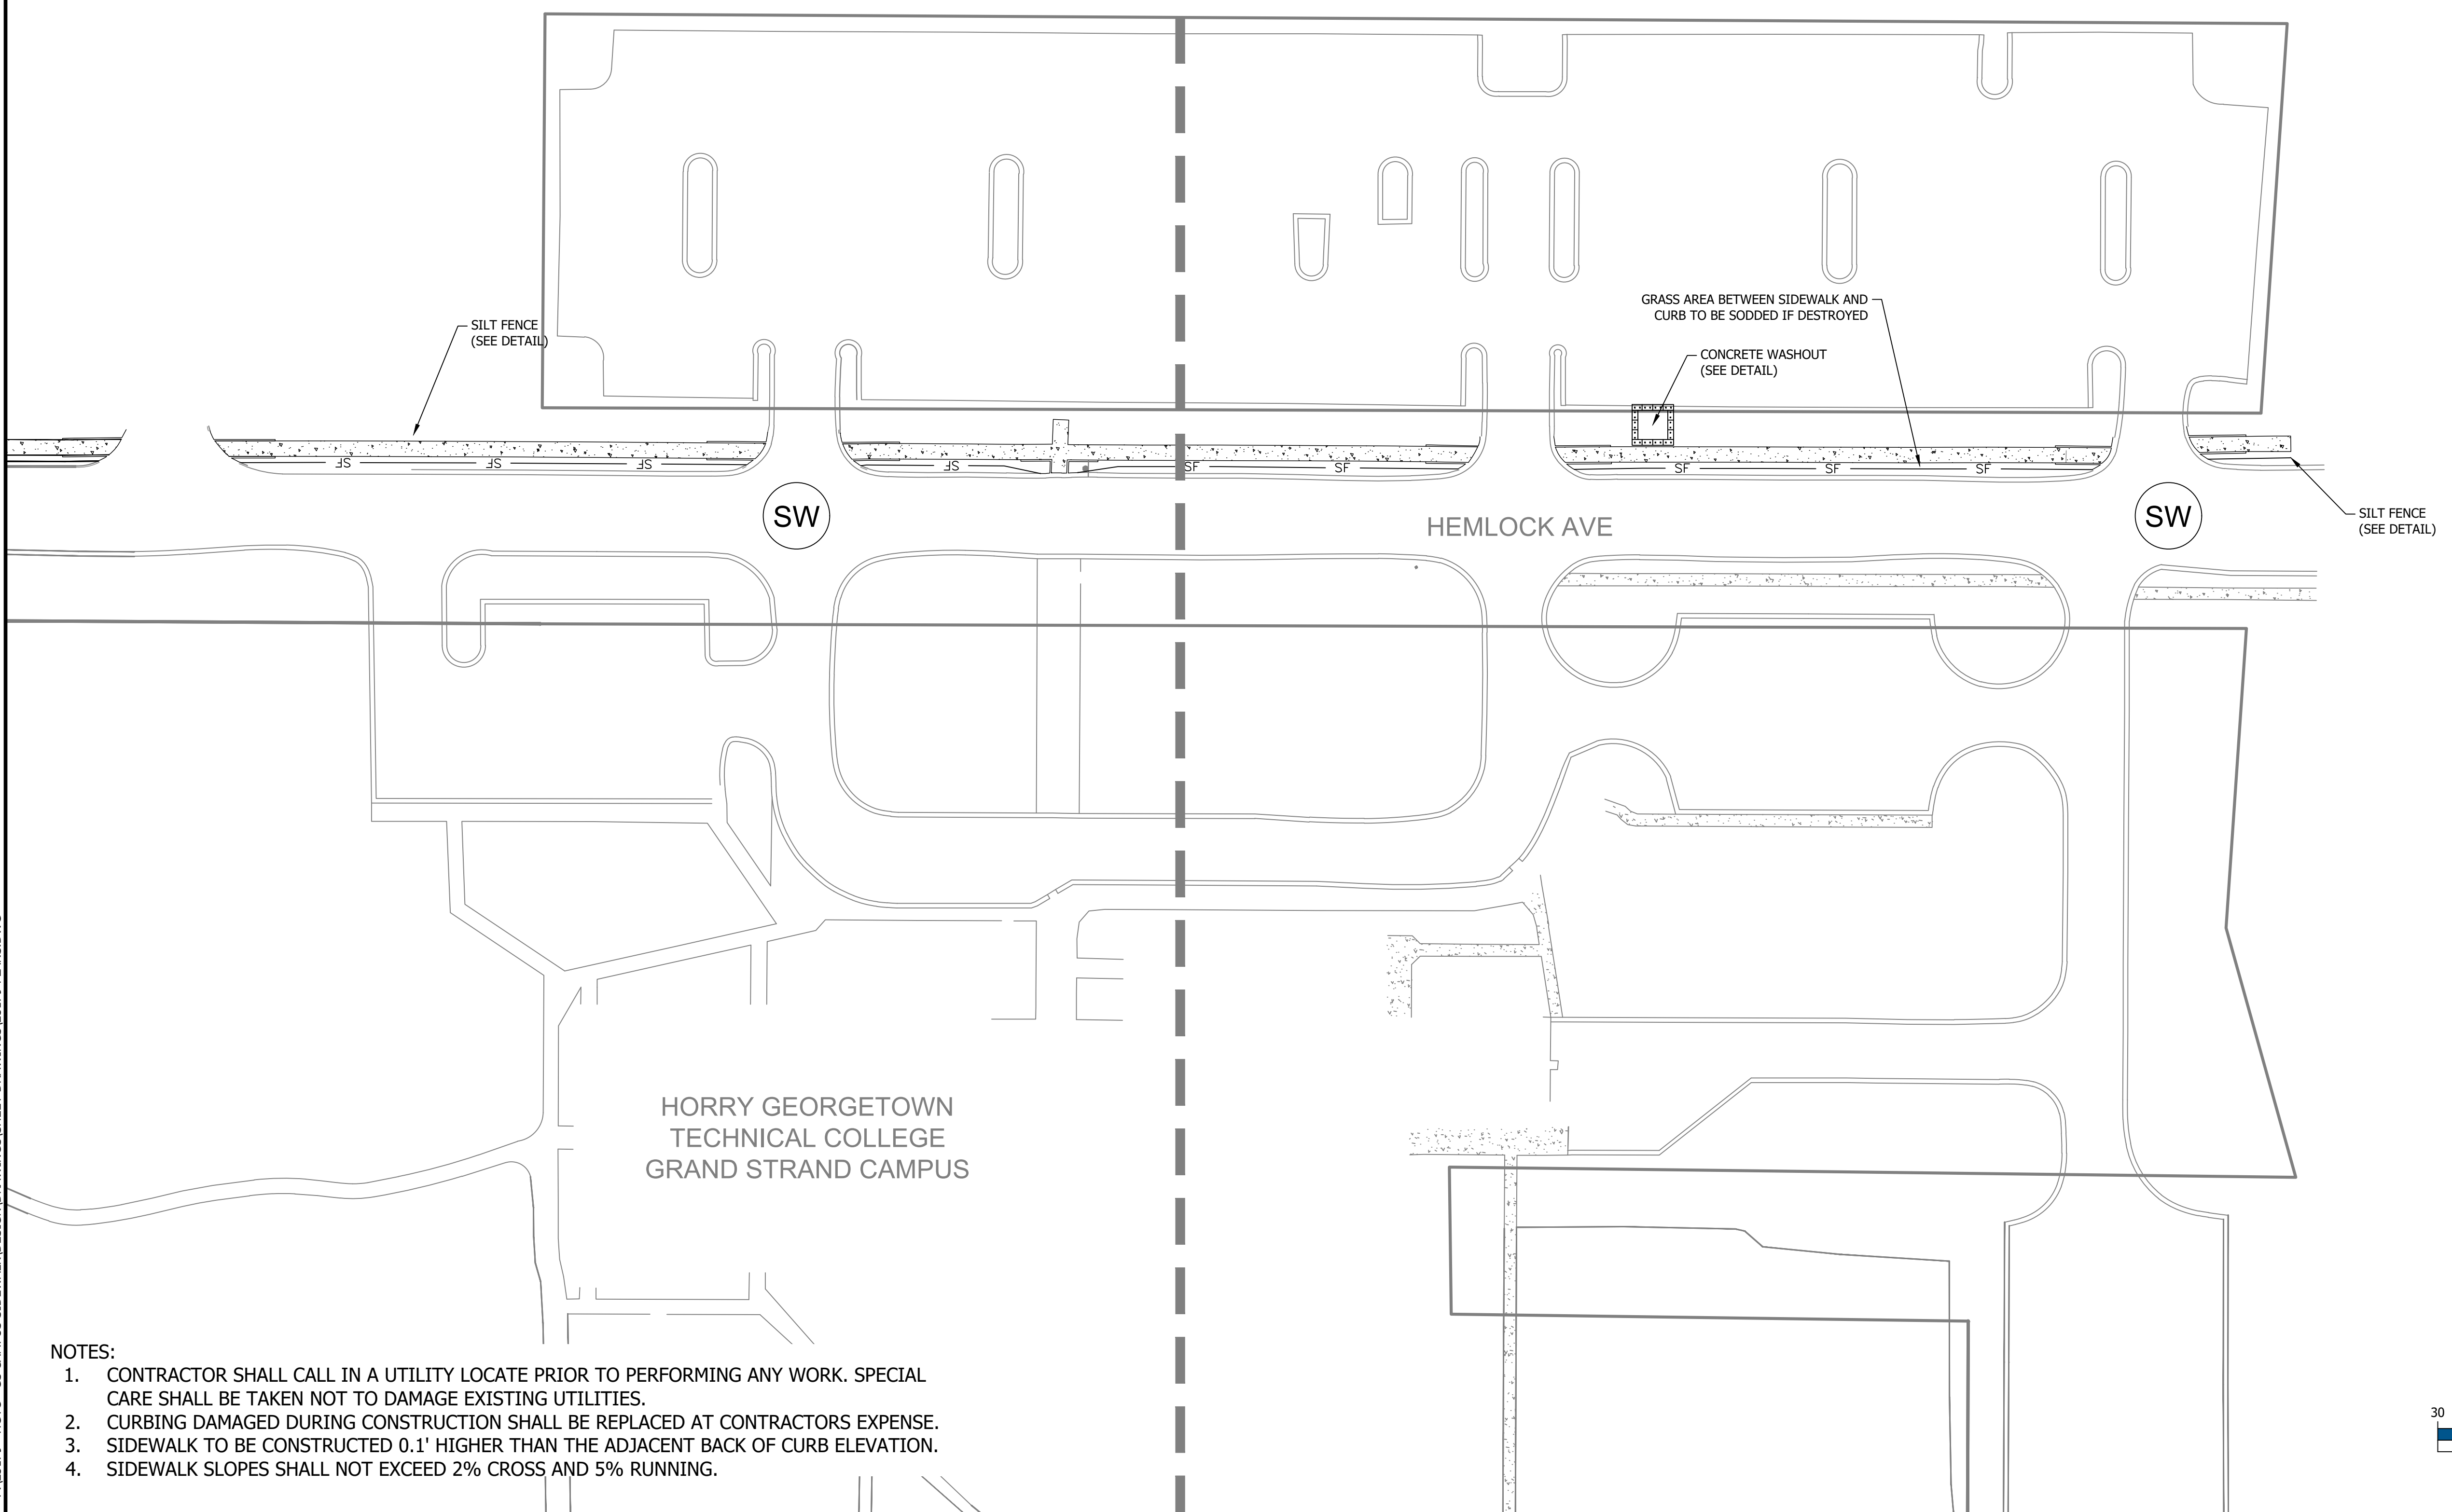 GRASS AREA BETWEEN SIDEWALK AND
CURB TO BE SODDED IF DESTROYED
SILT FENCE
(SEE DETAIL)
CONCRETE WASHOUT
(SEE DETAIL)
SF
SF
SF
SF
SF
SF
SF
SF
SF
SW
HEMLOCK AVE
SW
SILT FENCE
(SEE DETAIL)
HORRY GEORGETOWN
TECHNICAL COLLEGE
GRAND STRAND CAMPUS
NOTES:
1. CONTRACTOR SHALL CALL IN A UTILITY LOCATE PRIOR TO PERFORMING ANY WORK. SPECIAL
CARE SHALL BE TAKEN NOT TO DAMAGE EXISTING UTILITIES.
2. CURBING DAMAGED DURING CONSTRUCTION SHALL BE REPLACED AT CONTRACTORS EXPENSE.
3. SIDEWALK TO BE CONSTRUCTED 0.1' HIGHER THAN THE ADJACENT BACK OF CURB ELEVATION.
4. SIDEWALK SLOPES SHALL NOT EXCEED 2% CROSS AND 5% RUNNING.
30